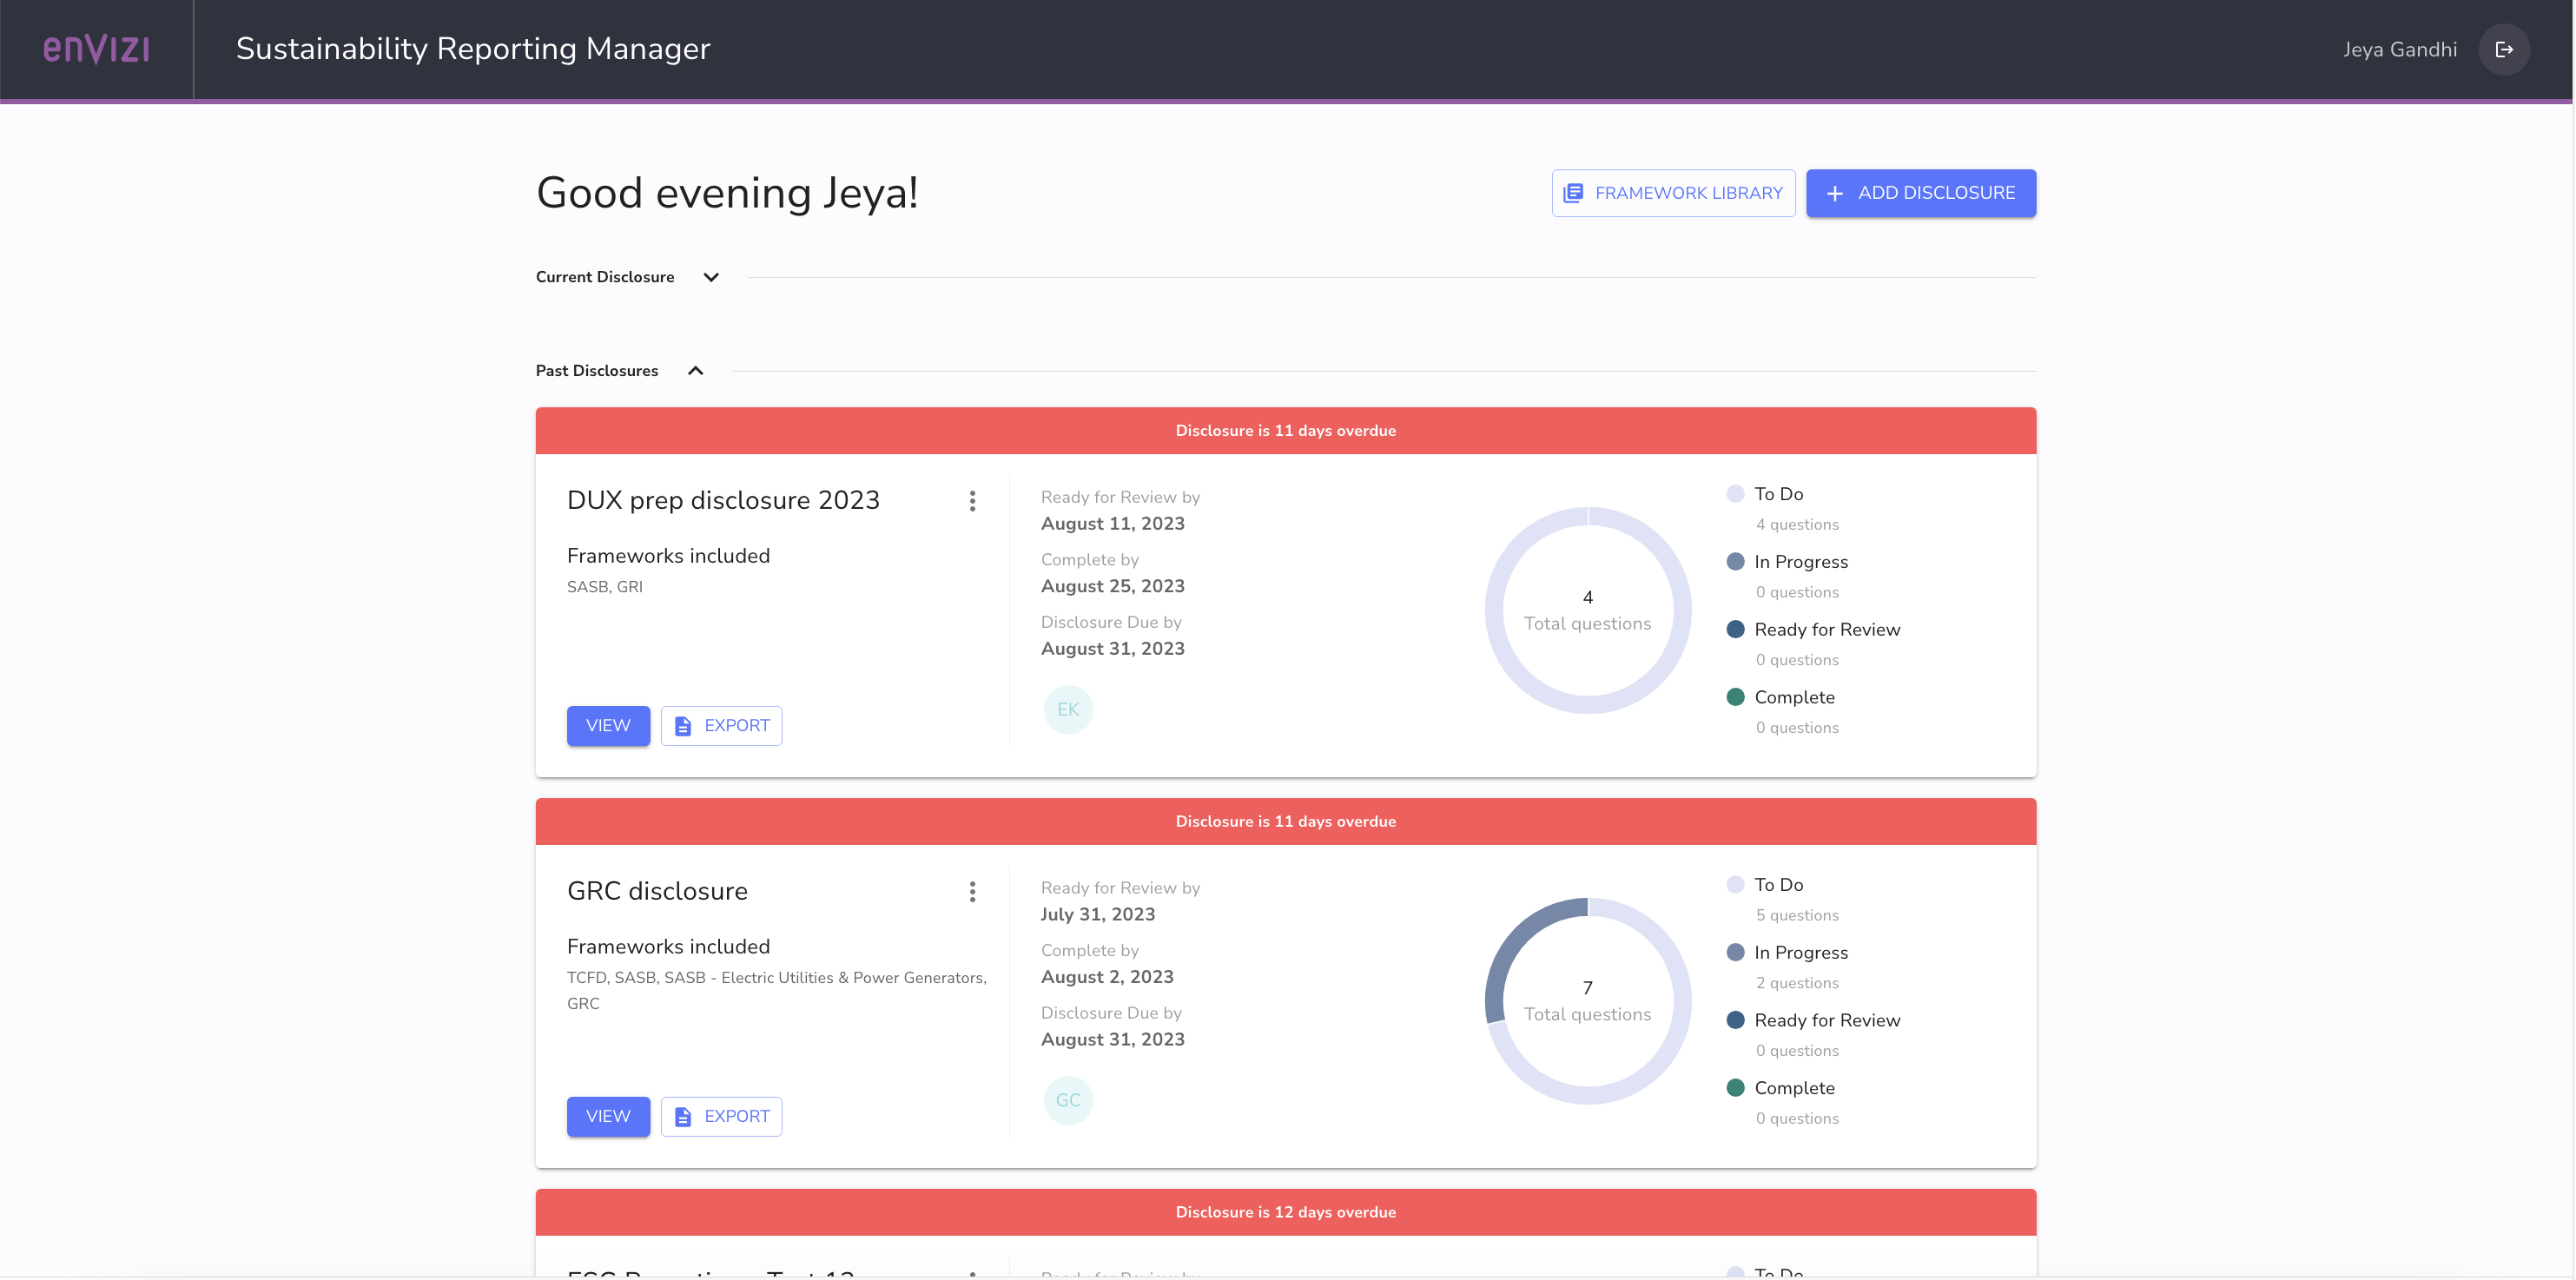 envizi
Sustainability Reporting Manager
Jeya Gandhi
Good evening Jeya!
FRAMEWORK LIBRARY
ADD DISCLOSURE
Current Disclosure
Past Disclosures
Disclosure is 11 days overdue
DUX prep disclosure 2023
Frameworks included
SASB, GRI
VIEW
EXPORT
Ready for Review by
August 11, 2023
Complete by
August 25, 2023
Disclosure Due by
August 31, 2023
EK
4
Total questions
To Do
4 questions
In Progress
0 questions
Ready for Review
0 questions
Complete
0 questions
Disclosure is 11 days overdue
GRC disclosure
Frameworks included
TCFD, SASB, SASB - Electric Utilities & Power Generators,
GRC
VIEW
EXPORT
Ready for Review by
July 31, 2023
Complete by
August 2, 2023
Disclosure Due by
August 31, 2023
GC
7
Total questions
To Do
5 questions
In Progress
2 questions
Ready for Review
0 questions
Complete
0 questions
Disclosure is 12 days overdue
Ready for Review by
To Do